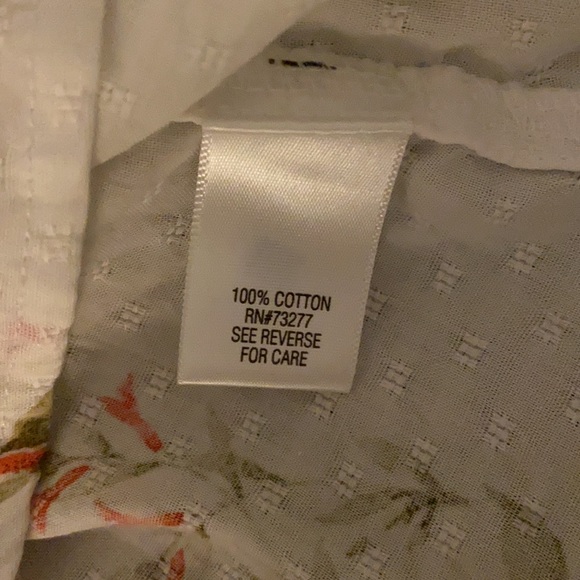 100% COTTON
RN#73277
SEE REVERSE
FOR CARE